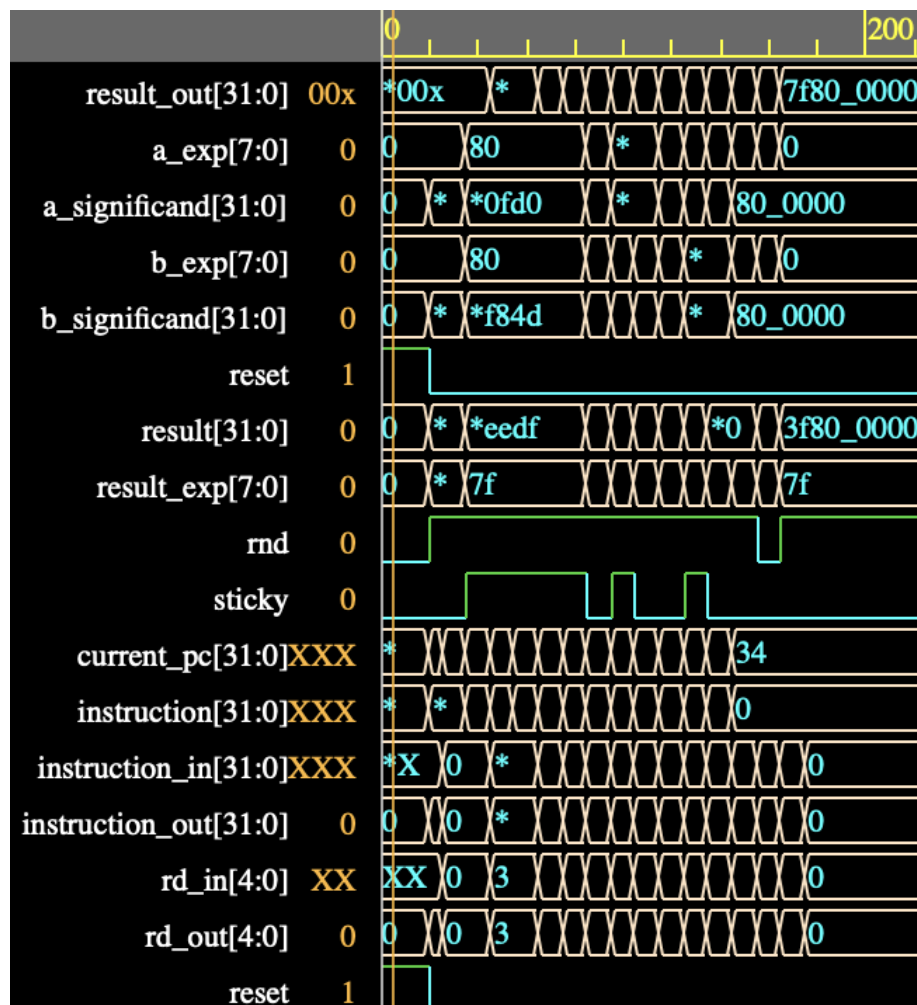 0 200
result_out[31:0] 00x *00x * 7f80_0000
a_exp[7:0] 0 0 80 * 0
a_significand[31:0] 0 0 * *0fd0 * 80_0000
b_exp[7:0] 0 0 80 * 0
b_significand[31:0] 0 0 * *f84d * 80_0000
reset 1
result[31:0] 0 0 * *eedf *0 3f80_0000
result_exp[7:0] 0 0 * 7f 7f
rnd 0
sticky 0
current_pc[31:0] XXX * 34
instruction[31:0] XXX * * 0
instruction_in[31:0] XXX *X 0 * 0
instruction_out[31:0] 0 0 0 * 0
rd_in[4:0] XX XX 0 3 0
rd_out[4:0] 0 0 0 3 0
reset 1